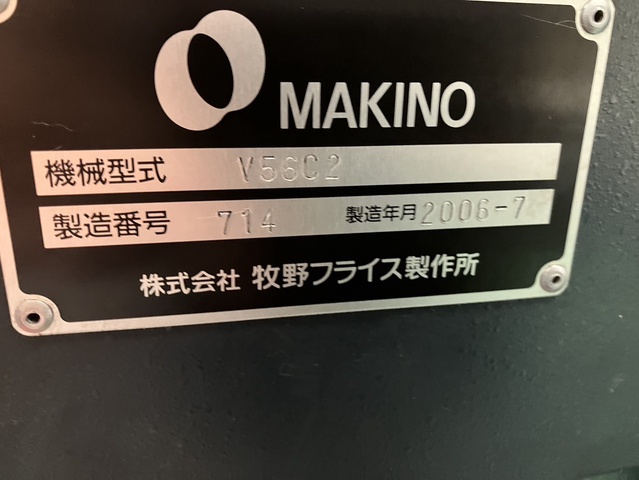 MAKINO
機械型式 V56C2
製造番号 714 製造年月 2006-7
株式会社 牧野フライス製作所